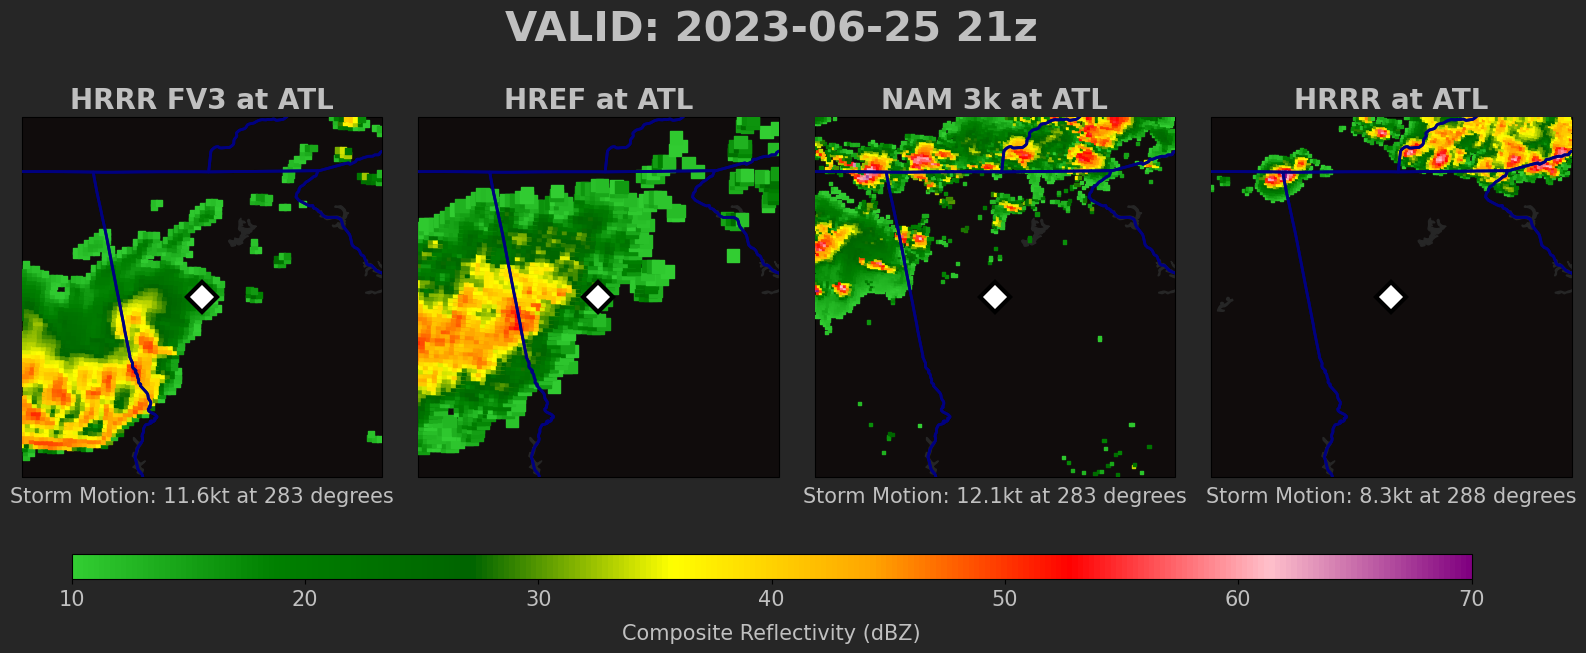 VALID: 2023-06-25 21z
HRRR FV3 at ATL
HREF at ATL
NAM 3k at ATL
HRRR at ATL
Storm Motion: 11.6kt at 283 degrees
Storm Motion: 12.1kt at 283 degrees
Storm Motion: 8.3kt at 288 degrees
10 20 30 40 50 60 70
Composite Reflectivity (dBZ)